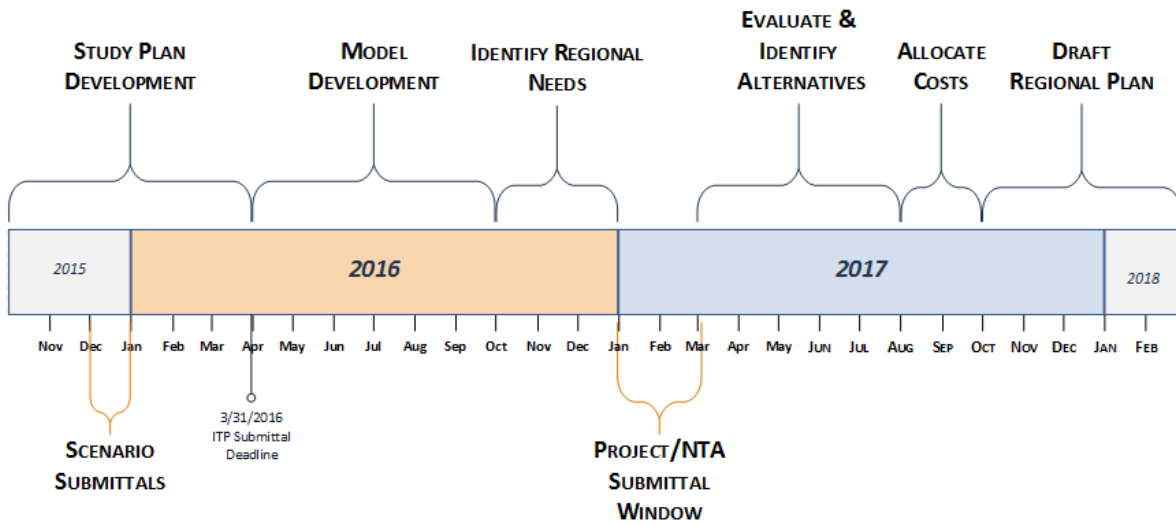 STUDY PLAN
DEVELOPMENT
MODEL
DEVELOPMENT
IDENTIFY REGIONAL
NEEDS
EVALUATE &
IDENTIFY
ALTERNATIVES
ALLOCATE
COSTS
DRAFT
REGIONAL PLAN
2015
2016
2017
2018
Nov Dec Jan Feb Mar Apr May Jun Jul Aug Sep Oct Nov Dec Jan Feb Mar Apr May JUN JUL AUG SEP OCT NOV DEC JAN FEB
3/31/2016
ITP Submittal
Deadline
SCENARIO
SUBMITTALS
PROJECT/NTA
SUBMITTAL
WINDOW